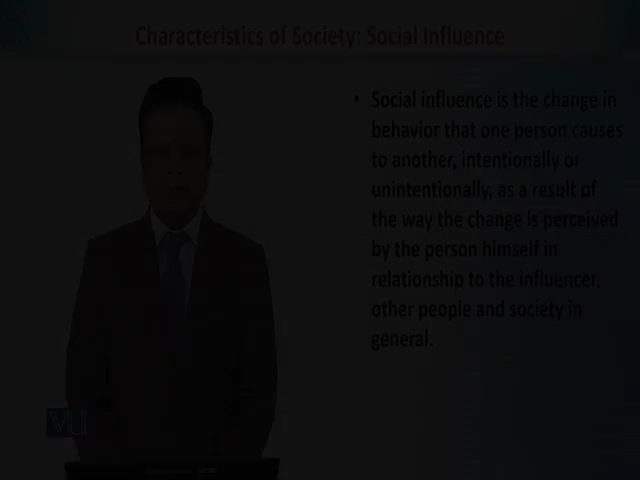 Characteristics of Society: Social Influence
• Social influence is the change in
behavior that one person causes
to another, intentionally or
unintentionally, as a result of
the way the change is perceived
by the person himself in
relationship to the influencer,
other people and society in
general.
VU